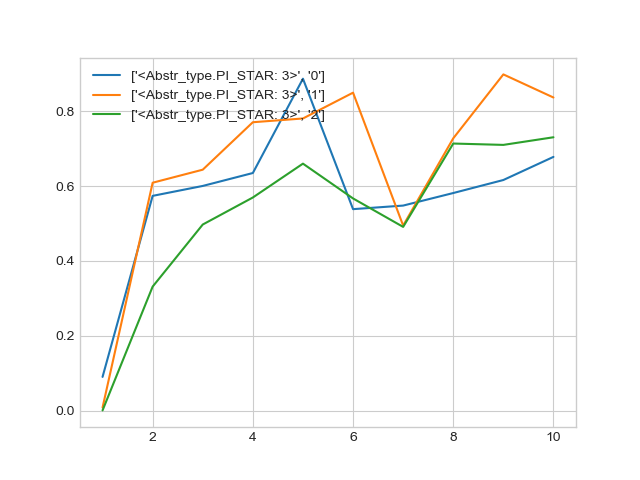 ['<Abstr_type.PI_STAR: 3>', '0']
['<Abstr_type.PI_STAR: 3>', '1']
['<Abstr_type.PI_STAR: 3>', '2']
0.8
0.6
0.4
0.2
0.0
2 4 6 8 10